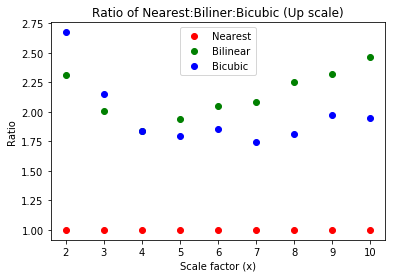 Ratio of Nearest:Biliner:Bicubic (Up scale)
Nearest
Bilinear
Bicubic
2.75
2.50
2.25
2.00
1.75
1.50
1.25
1.00
Ratio
2 3 4 5 6 7 8 9 10
Scale factor (x)